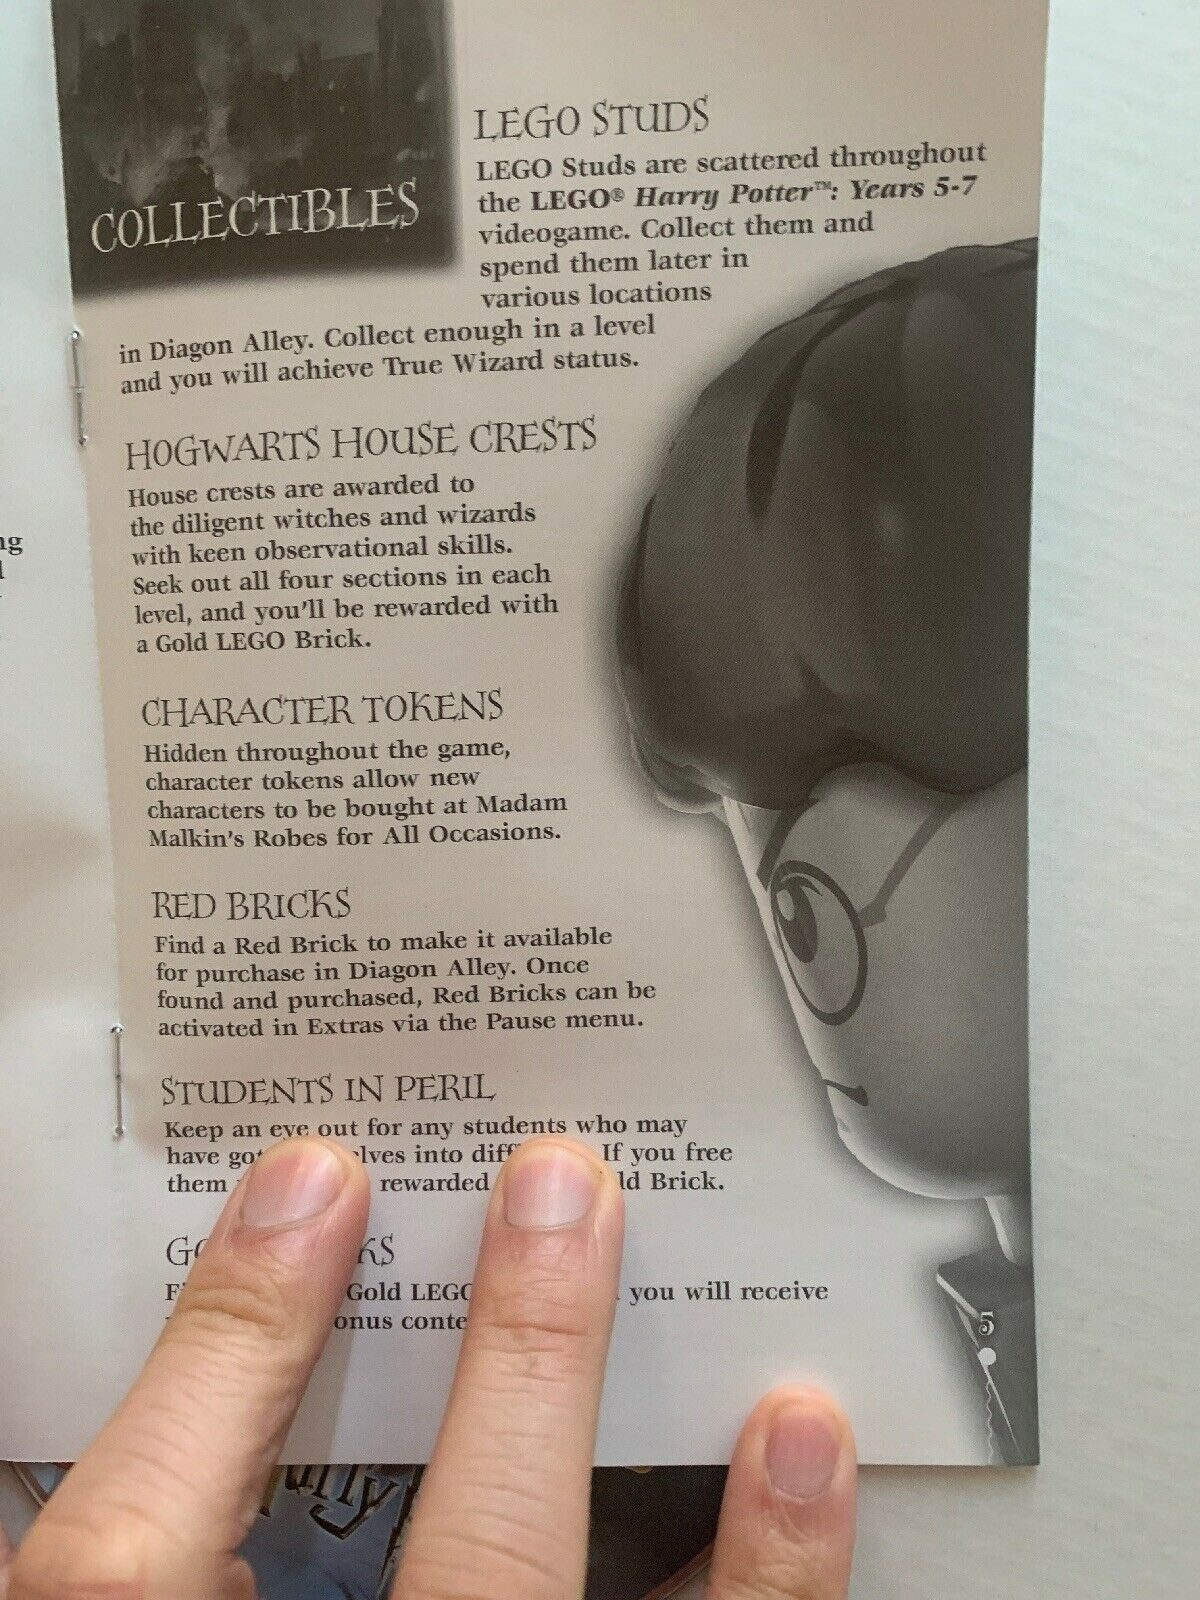 COLLECTIBLES
LEGO STUDS
LEGO Studs are scattered throughout
the LEGO® Harry Potter™: Years 5-7
videogame. Collect them and
spend them later in
various locations
in Diagon Alley. Collect enough in a level
and you will achieve True Wizard status.
HOGWARTS HOUSE CRESTS
House crests are awarded to
the diligent witches and wizards
with keen observational skills.
Seek out all four sections in each
level, and you'll be rewarded with
a Gold LEGO Brick.
CHARACTER TOKENS
Hidden throughout the game,
character tokens allow new
characters to be bought at Madam
Malkin's Robes for All Occasions.
RED BRICKS
Find a Red Brick to make it available
for purchase in Diagon Alley. Once
found and purchased, Red Bricks can be
activated in Extras via the Pause menu.
STUDENTS IN PERIL
Keep an eye out for any students who may
have into If you free
them rewarded Brick.
Gold you will receive
5